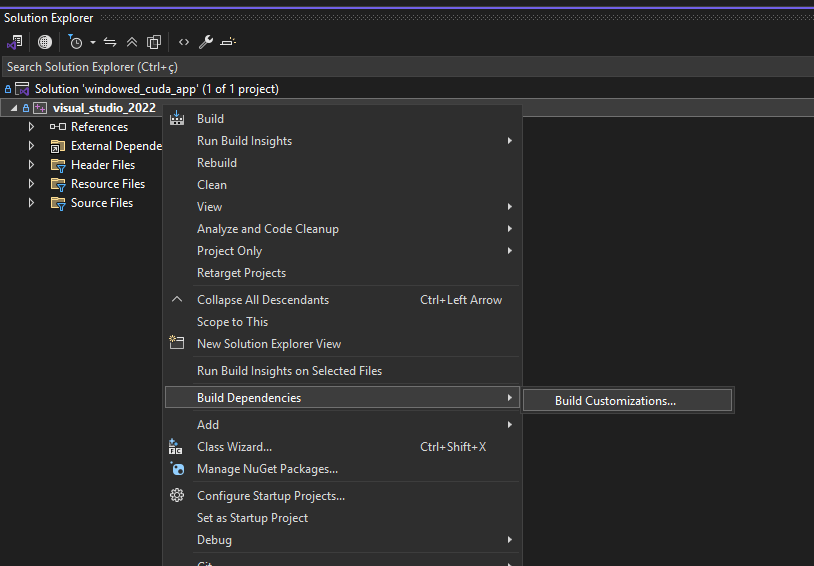 Solution Explorer
Search Solution Explorer (Ctrl+ç)
Solution 'windowed_cuda_app' (1 of 1 project)
visual_studio_2022
References
External Depende
Header Files
Resource Files
Source Files
Build
Run Build Insights
Rebuild
Clean
View
Analyze and Code Cleanup
Project Only
Retarget Projects
Collapse All Descendants Ctrl+Left Arrow
Scope to This
New Solution Explorer View
Run Build Insights on Selected Files
Build Dependencies
Build Customizations...
Add
Class Wizard... Ctrl+Shift+X
Manage NuGet Packages...
Configure Startup Projects...
Set as Startup Project
Debug
Git